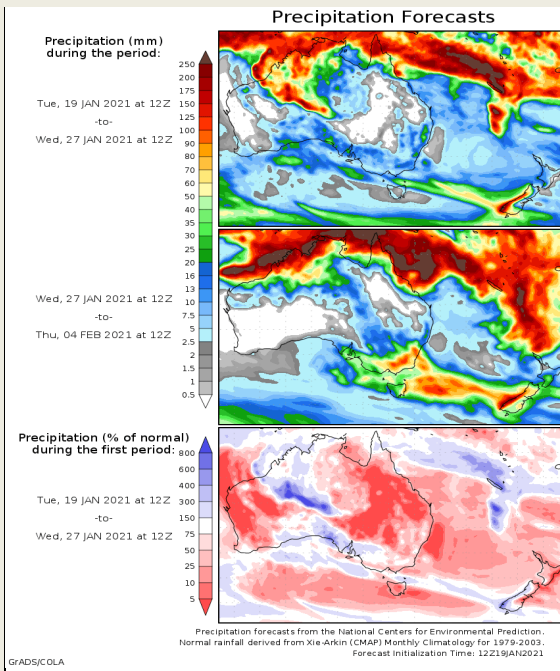 Precipitation Forecasts
Precipitation (mm)
during the period:
Tue, 19 JAN 2021 at 12Z
-to-
Wed, 27 JAN 2021 at 12Z
250
200
175
150
125
100
90
80
70
60
50
40
35
30
25
20
16
13
10
7.5
5
2.5
2
1.5
1
0.5
Wed, 27 JAN 2021 at 12Z
-to-
Thu, 04 FEB 2021 at 12Z
Precipitation (% of normal)
during the first period:
Tue, 19 JAN 2021 at 12Z
-to-
Wed, 27 JAN 2021 at 12Z
800
600
400
300
150
75
50
25
10
5
Precipitation forecasts from the National Centers for Environmental Prediction.
Normal rainfall derived from Xie-Arkin (CMAP) Monthly Climatology for 1979-2003.
Forecast Initialization Time: 12Z19JAN2021
GrADS/COLA